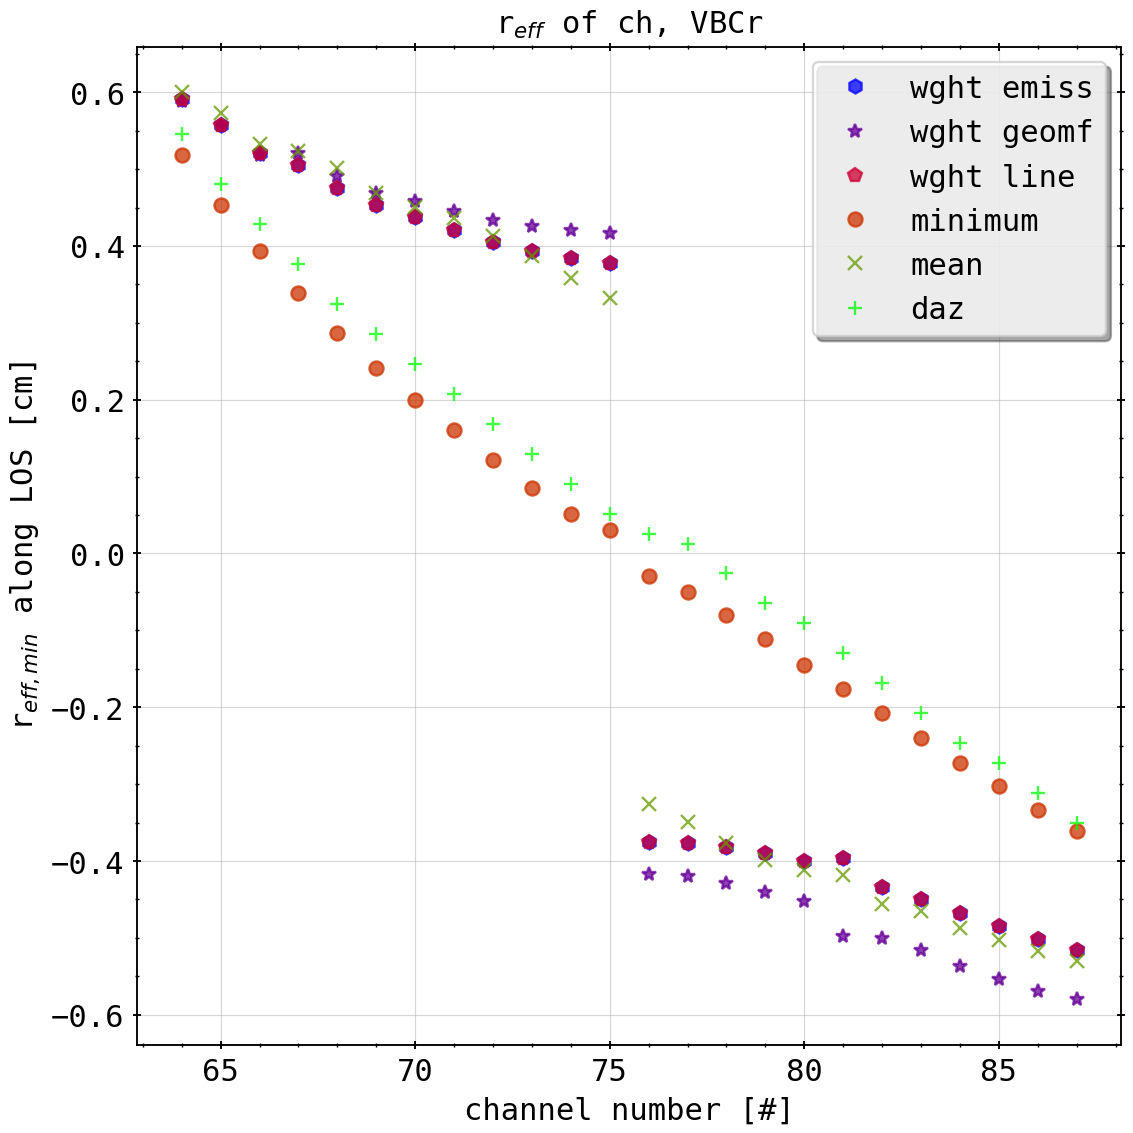 r_eff of ch, VBCr
wght emiss
wght geomf
wght line
minimum
mean
daz
0.6
0.4
0.2
0.0
−0.2
−0.4
−0.6
r_eff,min along LOS [cm]
65 70 75 80 85
channel number [#]